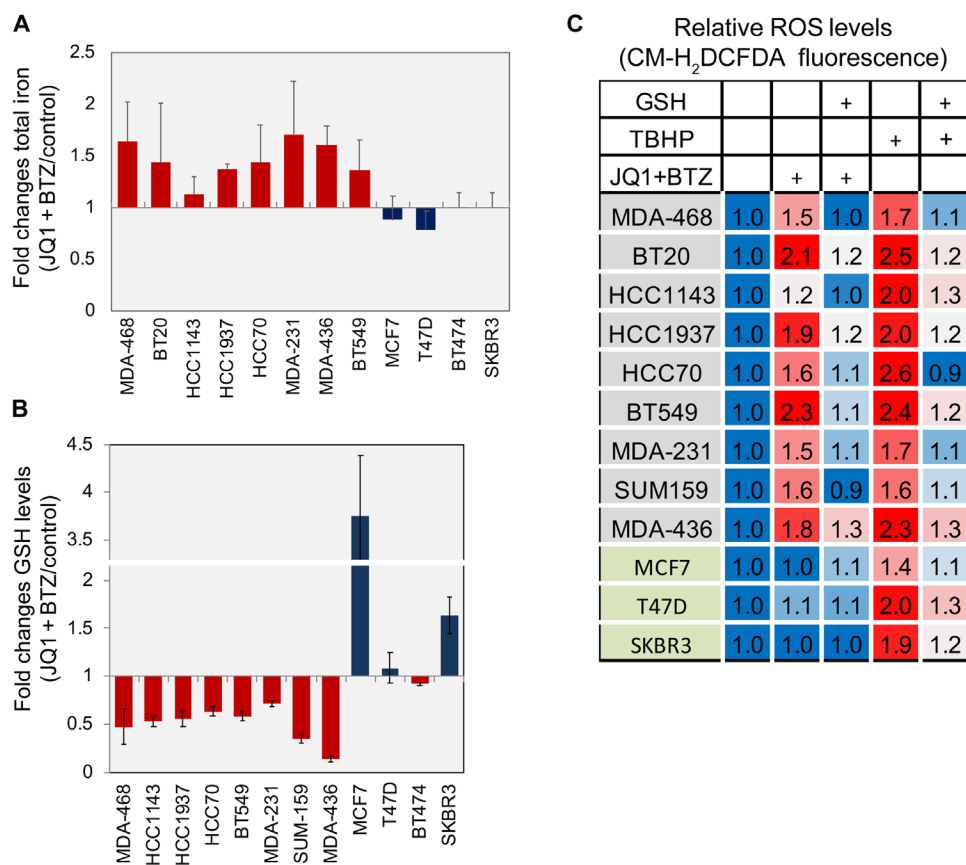 A
Fold changes total iron
(JQ1 + BTZ/control)
2.5
2
1.5
1
0.5
0
MDA-468
BT20
HCC1143
HCC1937
HCC70
MDA-231
MDA-436
BT549
MCF7
T47D
BT474
SKBR3
B
Fold changes GSH levels
(JQ1 + BTZ/control)
4.5
4
3.5
2
1.5
1
0.5
0
MDA-468
HCC1143
HCC1937
HCC70
BT549
MDA-231
SUM-159
MDA-436
MCF7
T47D
BT474
SKBR3
C
Relative ROS levels
(CM-H2DCFDA fluorescence)
GSH + +
TBHP + +
JQ1+BTZ + +
MDA-468 1.0 1.5 1.0 1.7 1.1
BT20 1.0 2.1 1.2 2.5 1.2
HCC1143 1.0 1.2 1.0 2.0 1.3
HCC1937 1.0 1.9 1.2 2.0 1.2
HCC70 1.0 1.6 1.1 2.6 0.9
BT549 1.0 2.3 1.1 2.4 1.2
MDA-231 1.0 1.5 1.1 1.7 1.1
SUM159 1.0 1.6 0.9 1.6 1.1
MDA-436 1.0 1.8 1.3 2.3 1.3
MCF7 1.0 1.0 1.1 1.4 1.1
T47D 1.0 1.1 1.1 2.0 1.3
SKBR3 1.0 1.0 1.0 1.9 1.2